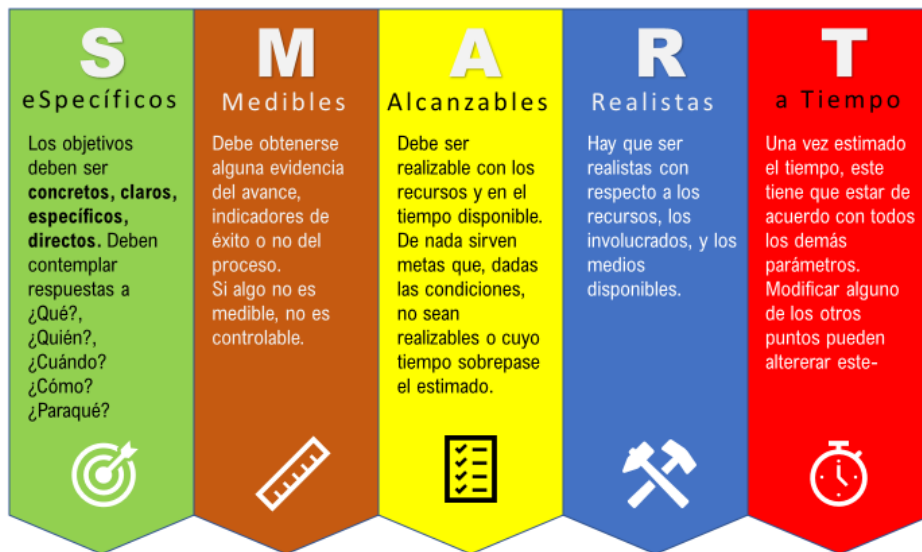 S
eSpecíficos
Los objetivos
deben ser
concretos, claros,
específicos,
directos. Deben
contemplar
respuestas a
¿Qué?,
¿Quién?,
¿Cuándo?
¿Cómo?
¿Paraqué?
M
Medibles
Debe obtenerse
alguna evidencia
del avance,
indicadores de
éxito o no del
proceso.
Si algo no es
medible, no es
controlable.
A
Alcanzables
Debe ser
realizable con los
recursos y en el
tiempo disponible.
De nada sirven
metas que, dadas
las condiciones,
no sean
realizables o cuyo
tiempo sobrepase
el estimado.
R
Realistas
Hay que ser
realistas con
respecto a los
recursos, los
involucrados, y los
medios
disponibles.
T
a Tiempo
Una vez estimado
el tiempo, este
tiene que estar de
acuerdo con todos
los demás
parámetros.
Modificar alguno
de los otros
puntos pueden
altererar este-